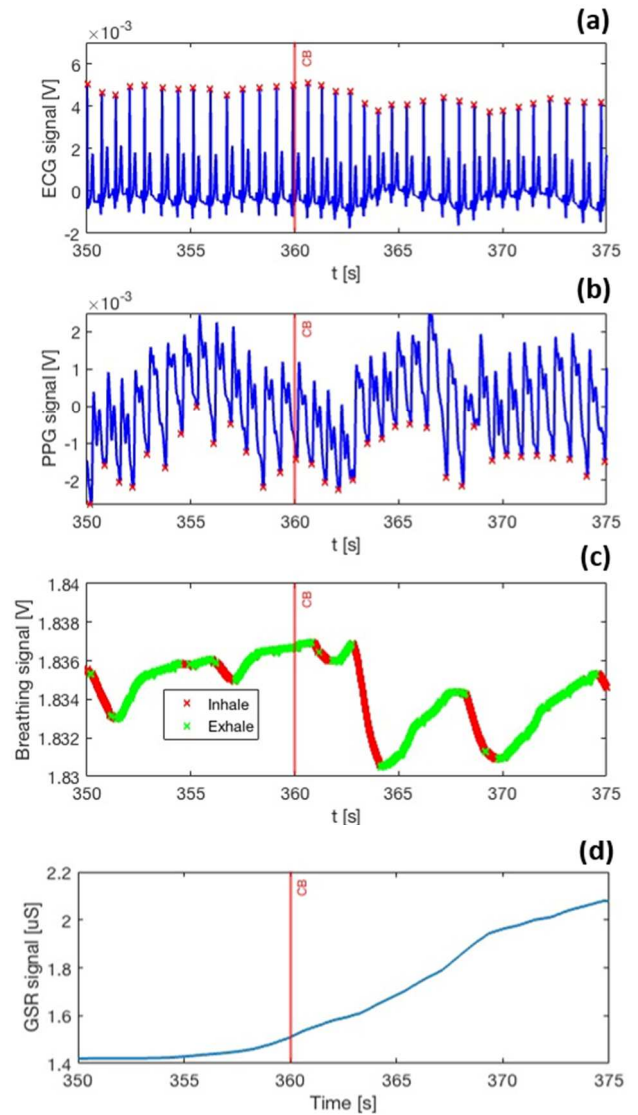 (a)
×10⁻³
6
4
2
0
-2
ECG signal [V]
CB
350 355 360 365 370 375
t [s]
(b)
×10⁻³
2
1
0
-1
-2
PPG signal [V]
CB
350 355 360 365 370 375
t [s]
(c)
1.84
1.838
1.836
1.834
1.832
1.83
Breathing signal [V]
CB
Inhale
Exhale
350 355 360 365 370 375
t [s]
(d)
2.2
2
1.8
1.6
1.4
GSR signal [uS]
CB
350 355 360 365 370 375
Time [s]